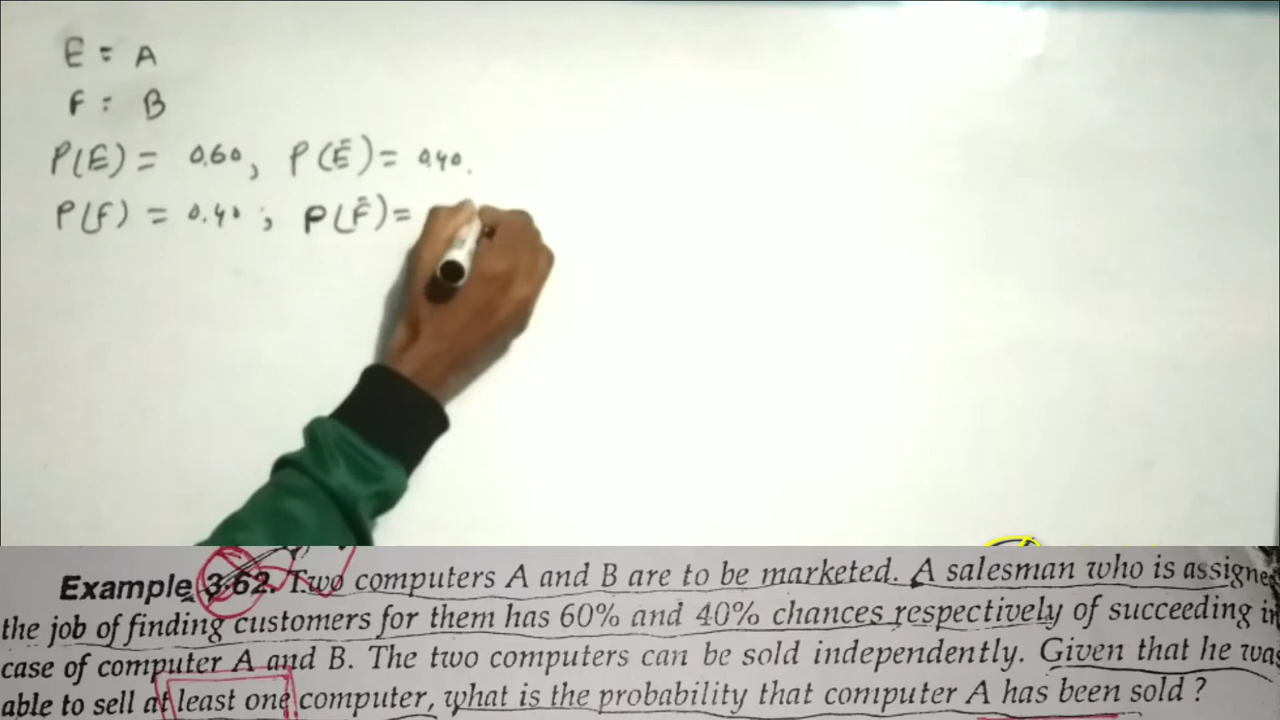 E = A
F = B
P(E) = 0.60, P(Ē) = 0.40.
P(F) = 0.40 ; P(F̄) =
Example 3·62. Two computers A and B are to be marketed. A salesman who is assigne
the job of finding customers for them has 60% and 40% chances respectively of succeeding in
case of computer A and B. The two computers can be sold independently. Given that he was
able to sell at least one computer, what is the probability that computer A has been sold ?